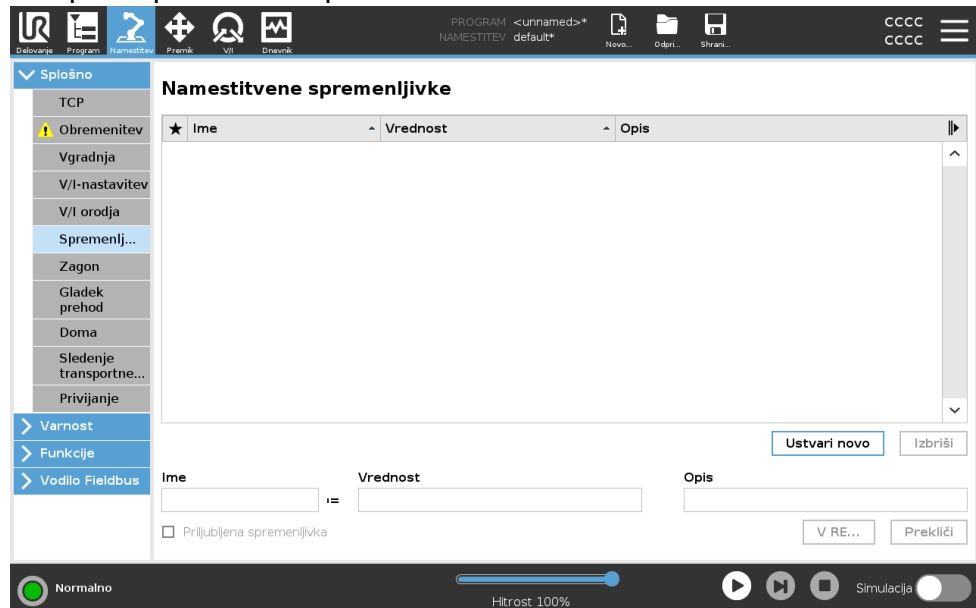 PROGRAM <unnamed>*
NAMESTITEV default*
CCCC
CCCC
Delovanje Program Namestitev Premik V/I Dnevnik Novo... Odpri... Shrani...
Splošno
TCP
Obremenitev
Vgradnja
V/I-nastavitev
V/I orodja
Spremenlj...
Zagon
Gladek
prehod
Doma
Sledenje
transportne...
Privijanje
Varnost
Funkcije
Vodilo Fieldbus
Namestitvene spremenljivke
Ime Vrednost Opis
Ustvari novo Izbriši
Ime Vrednost Opis
:=
Priljubljena spremenljivka V RE... Prekliči
Normalno
Hitrost 100%
Simulacija